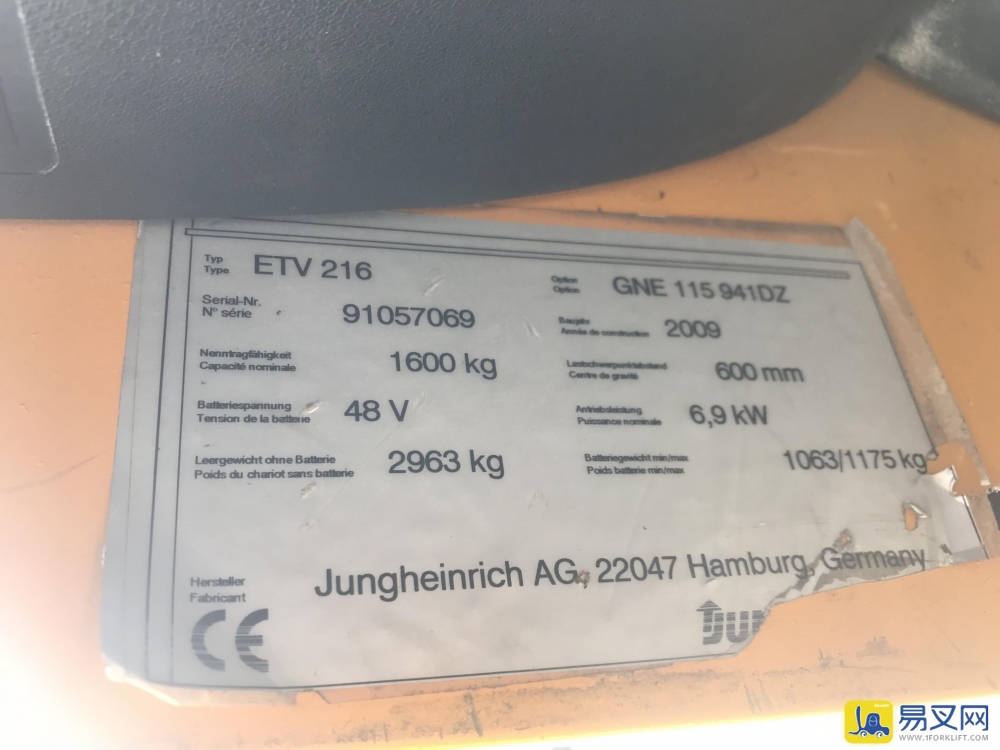 Typ
Type
ETV 216
Option
Option
GNE 115 941DZ
Serial-Nr.
N° série
91057069
Baujahr
Année de construction
2009
Nenntragfähigkeit
Capacité nominale
1600 kg
Lastschwerpunktabstand
Centre de gravité
600 mm
Batteriespannung
Tension de la batterie
48 V
Antriebsleistung
Puissance nominale
6,9 kW
Leergewicht ohne Batterie
Poids du chariot sans batterie
2963 kg
Batteriegewicht min/max
Poids batterie min/max
1063/1175 kg
Hersteller
Fabricant
Jungheinrich AG, 22047 Hamburg, Germany
CE
JU
易叉网
WWW.1FORKLIFT.COM